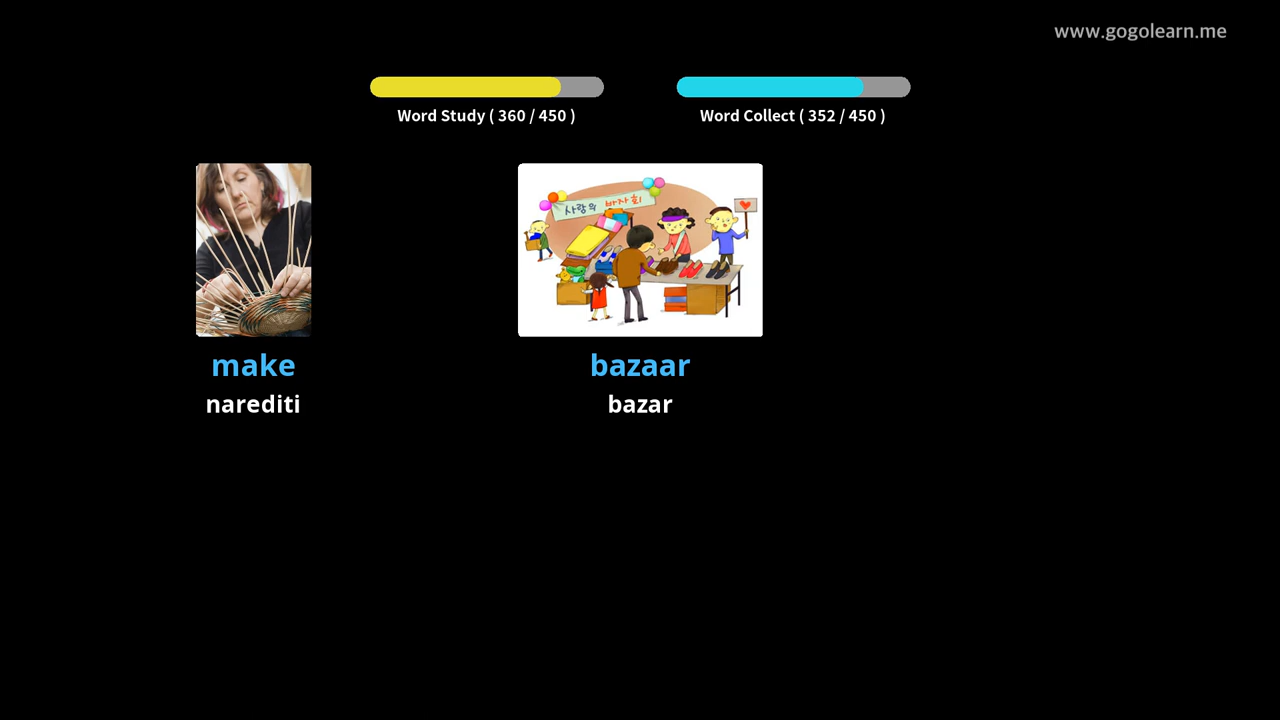 www.gogolearn.me
Word Study ( 360 / 450 )
Word Collect ( 352 / 450 )
사랑의 바자회
make
bazaar
narediti
bazar